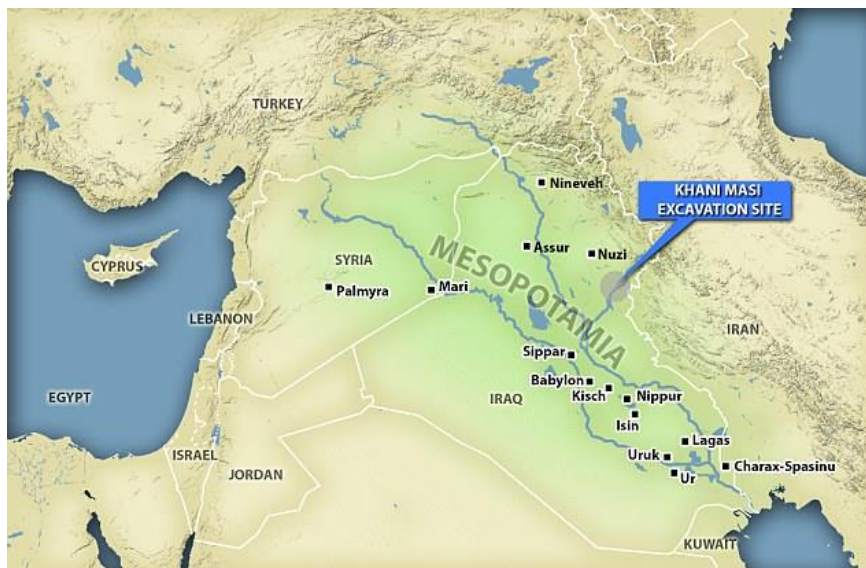 TURKEY
Nineveh
KHANI MASI
EXCAVATION SITE
Assur
Nuzi
MESOPOTAMIA
SYRIA
CYPRUS
Palmyra
Mari
LEBANON
IRAN
Sippar
Babylon
Kisch
Nippur
EGYPT
IRAQ
Isin
Lagas
ISRAEL
Uruk
Charax-Spasinu
JORDAN
Ur
KUWAIT